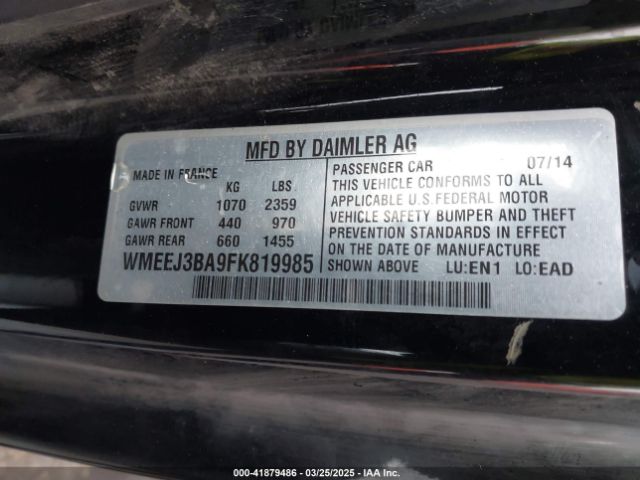 MFD BY DAIMLER AG
MADE IN FRANCE
KG LBS
GVWR 1070 2359
GAWR FRONT 440 970
GAWR REAR 660 1455
WMEEJ3BA9FK819985
PASSENGER CAR 07/14
THIS VEHICLE CONFORMS TO ALL
APPLICABLE U.S.FEDERAL MOTOR
VEHICLE SAFETY BUMPER AND THEFT
PREVENTION STANDARDS IN EFFECT
ON THE DATE OF MANUFACTURE
SHOWN ABOVE LU:EN1 LO:EAD
000-41879486 - 03/25/2025 - IAA Inc.